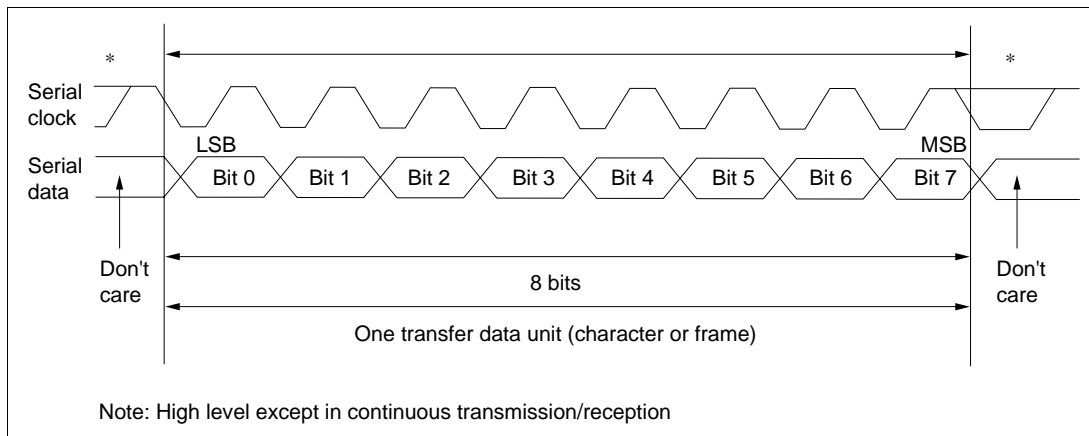 * *
Serial
clock
LSB MSB
Serial
data
Bit 0 Bit 1 Bit 2 Bit 3 Bit 4 Bit 5 Bit 6 Bit 7
Don't
care
Don't
care
8 bits
One transfer data unit (character or frame)
Note: High level except in continuous transmission/reception